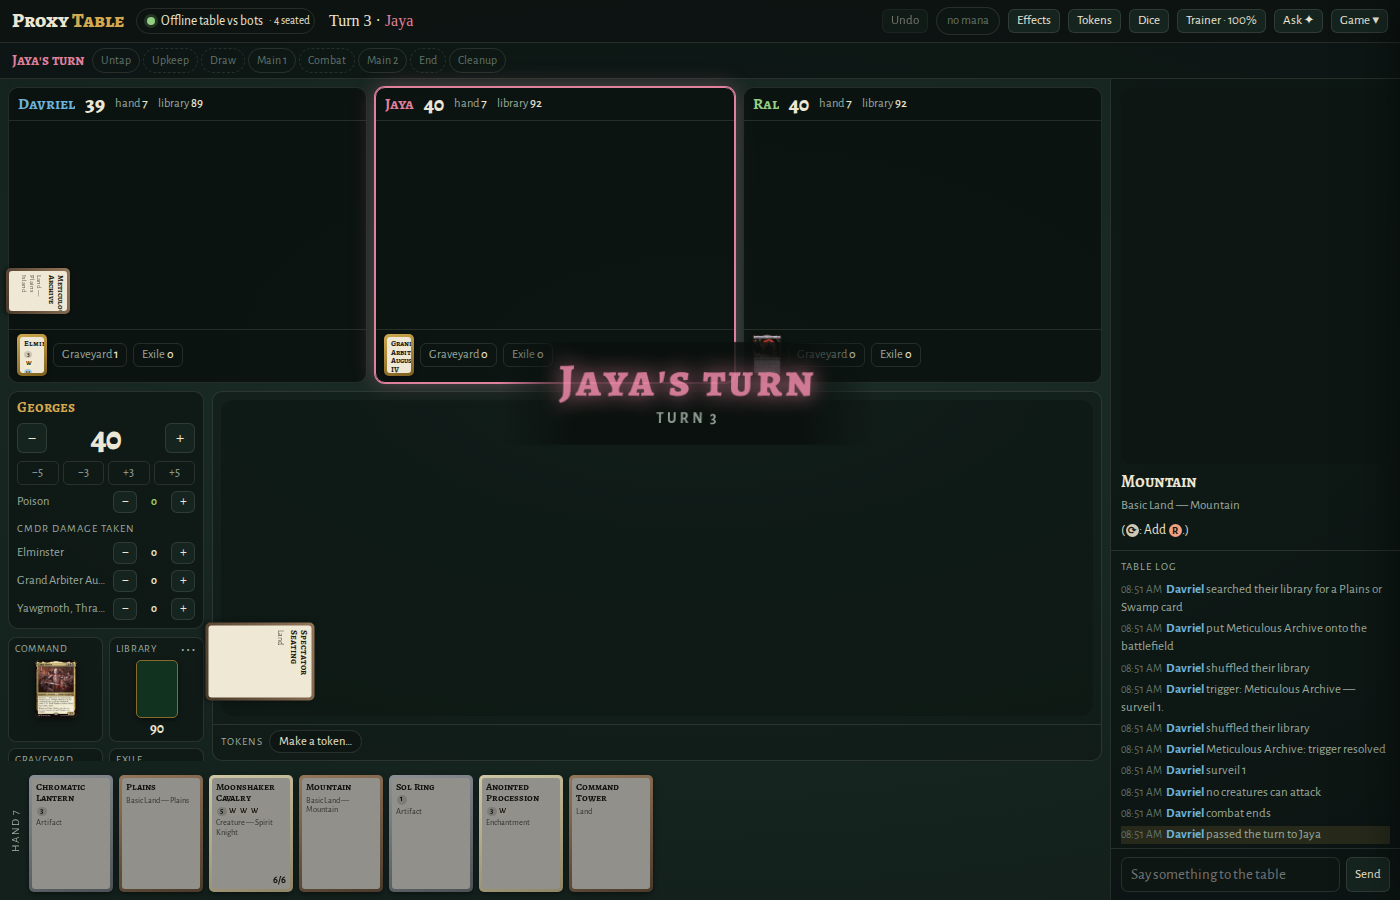 Proxy Table
Offline table vs bots · 4 seated
Turn 3 · Jaya
Undo
no mana
Effects
Tokens
Dice
Trainer · 100%
Ask ✦
Game ▾
Jaya's turn
Untap
Upkeep
Draw
Main 1
Combat
Main 2
End
Cleanup
Davriel 39 hand 7 library 89
Jaya 40 hand 7 library 92
Ral 40 hand 7 library 92
Archive
Land —
Plains
Island
3
W
Graveyard 1
Exile 0
Grand
Arbit
Augus
IV
Graveyard 0
Exile 0
Graveyard 0
Exile 0
Jaya's turn
TURN 3
Georges
− 40 +
−5 −3 +3 +5
Poison − 0 +
CMDR DAMAGE TAKEN
Elminster − 0 +
Grand Arbiter Au… − 0 +
Yawgmoth, Thra… − 0 +
COMMAND
LIBRARY ···
90
GRAVEYARD
EXILE
Spectator
Seating
Land
TOKENS
Make a token…
HAND 7
Chromatic
Lantern
3
Artifact
Plains
Basic Land — Plains
Moonshaker
Cavalry
5 W W W
Creature — Spirit
Knight
6/6
Mountain
Basic Land —
Mountain
Sol Ring
1
Artifact
Anointed
Procession
3 W
Enchantment
Command
Tower
Land
Mountain
Basic Land — Mountain
( : Add R.)
TABLE LOG
08:51 AM Davriel searched their library for a Plains or
Swamp card
08:51 AM Davriel put Meticulous Archive onto the
battlefield
08:51 AM Davriel shuffled their library
08:51 AM Davriel trigger: Meticulous Archive —
surveil 1.
08:51 AM Davriel shuffled their library
08:51 AM Davriel Meticulous Archive: trigger resolved
08:51 AM Davriel surveil 1
08:51 AM Davriel no creatures can attack
08:51 AM Davriel combat ends
08:51 AM Davriel passed the turn to Jaya
Say something to the table
Send